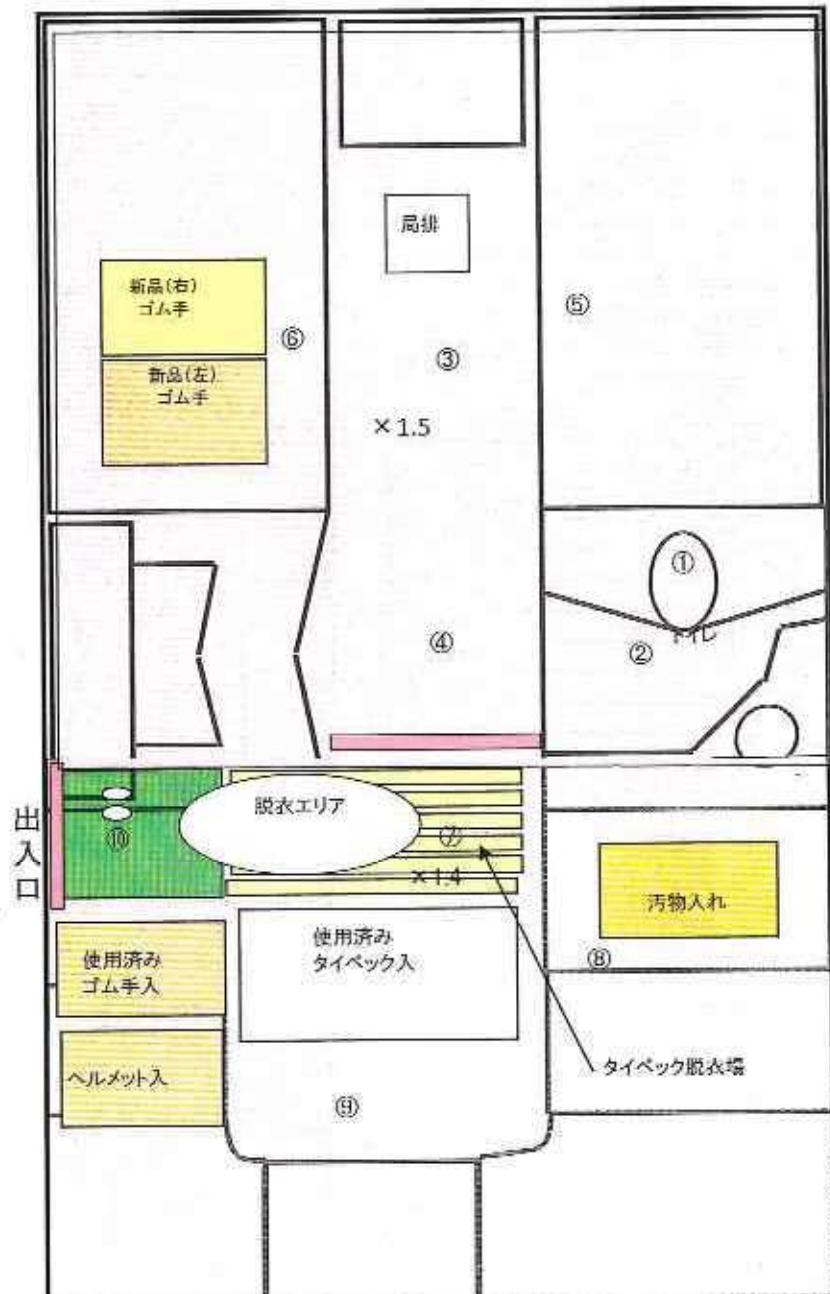 局排
新品(右)
ゴム手
⑥
⑤
③
新品(左)
ゴム手
×1.5
①
④
②
トイレ
出入口
脱衣エリア
⑩
⑦
×1.4
汚物入れ
使用済み
ゴム手入
使用済み
タイベック入
⑧
タイベック脱衣場
ヘルメット入
⑨